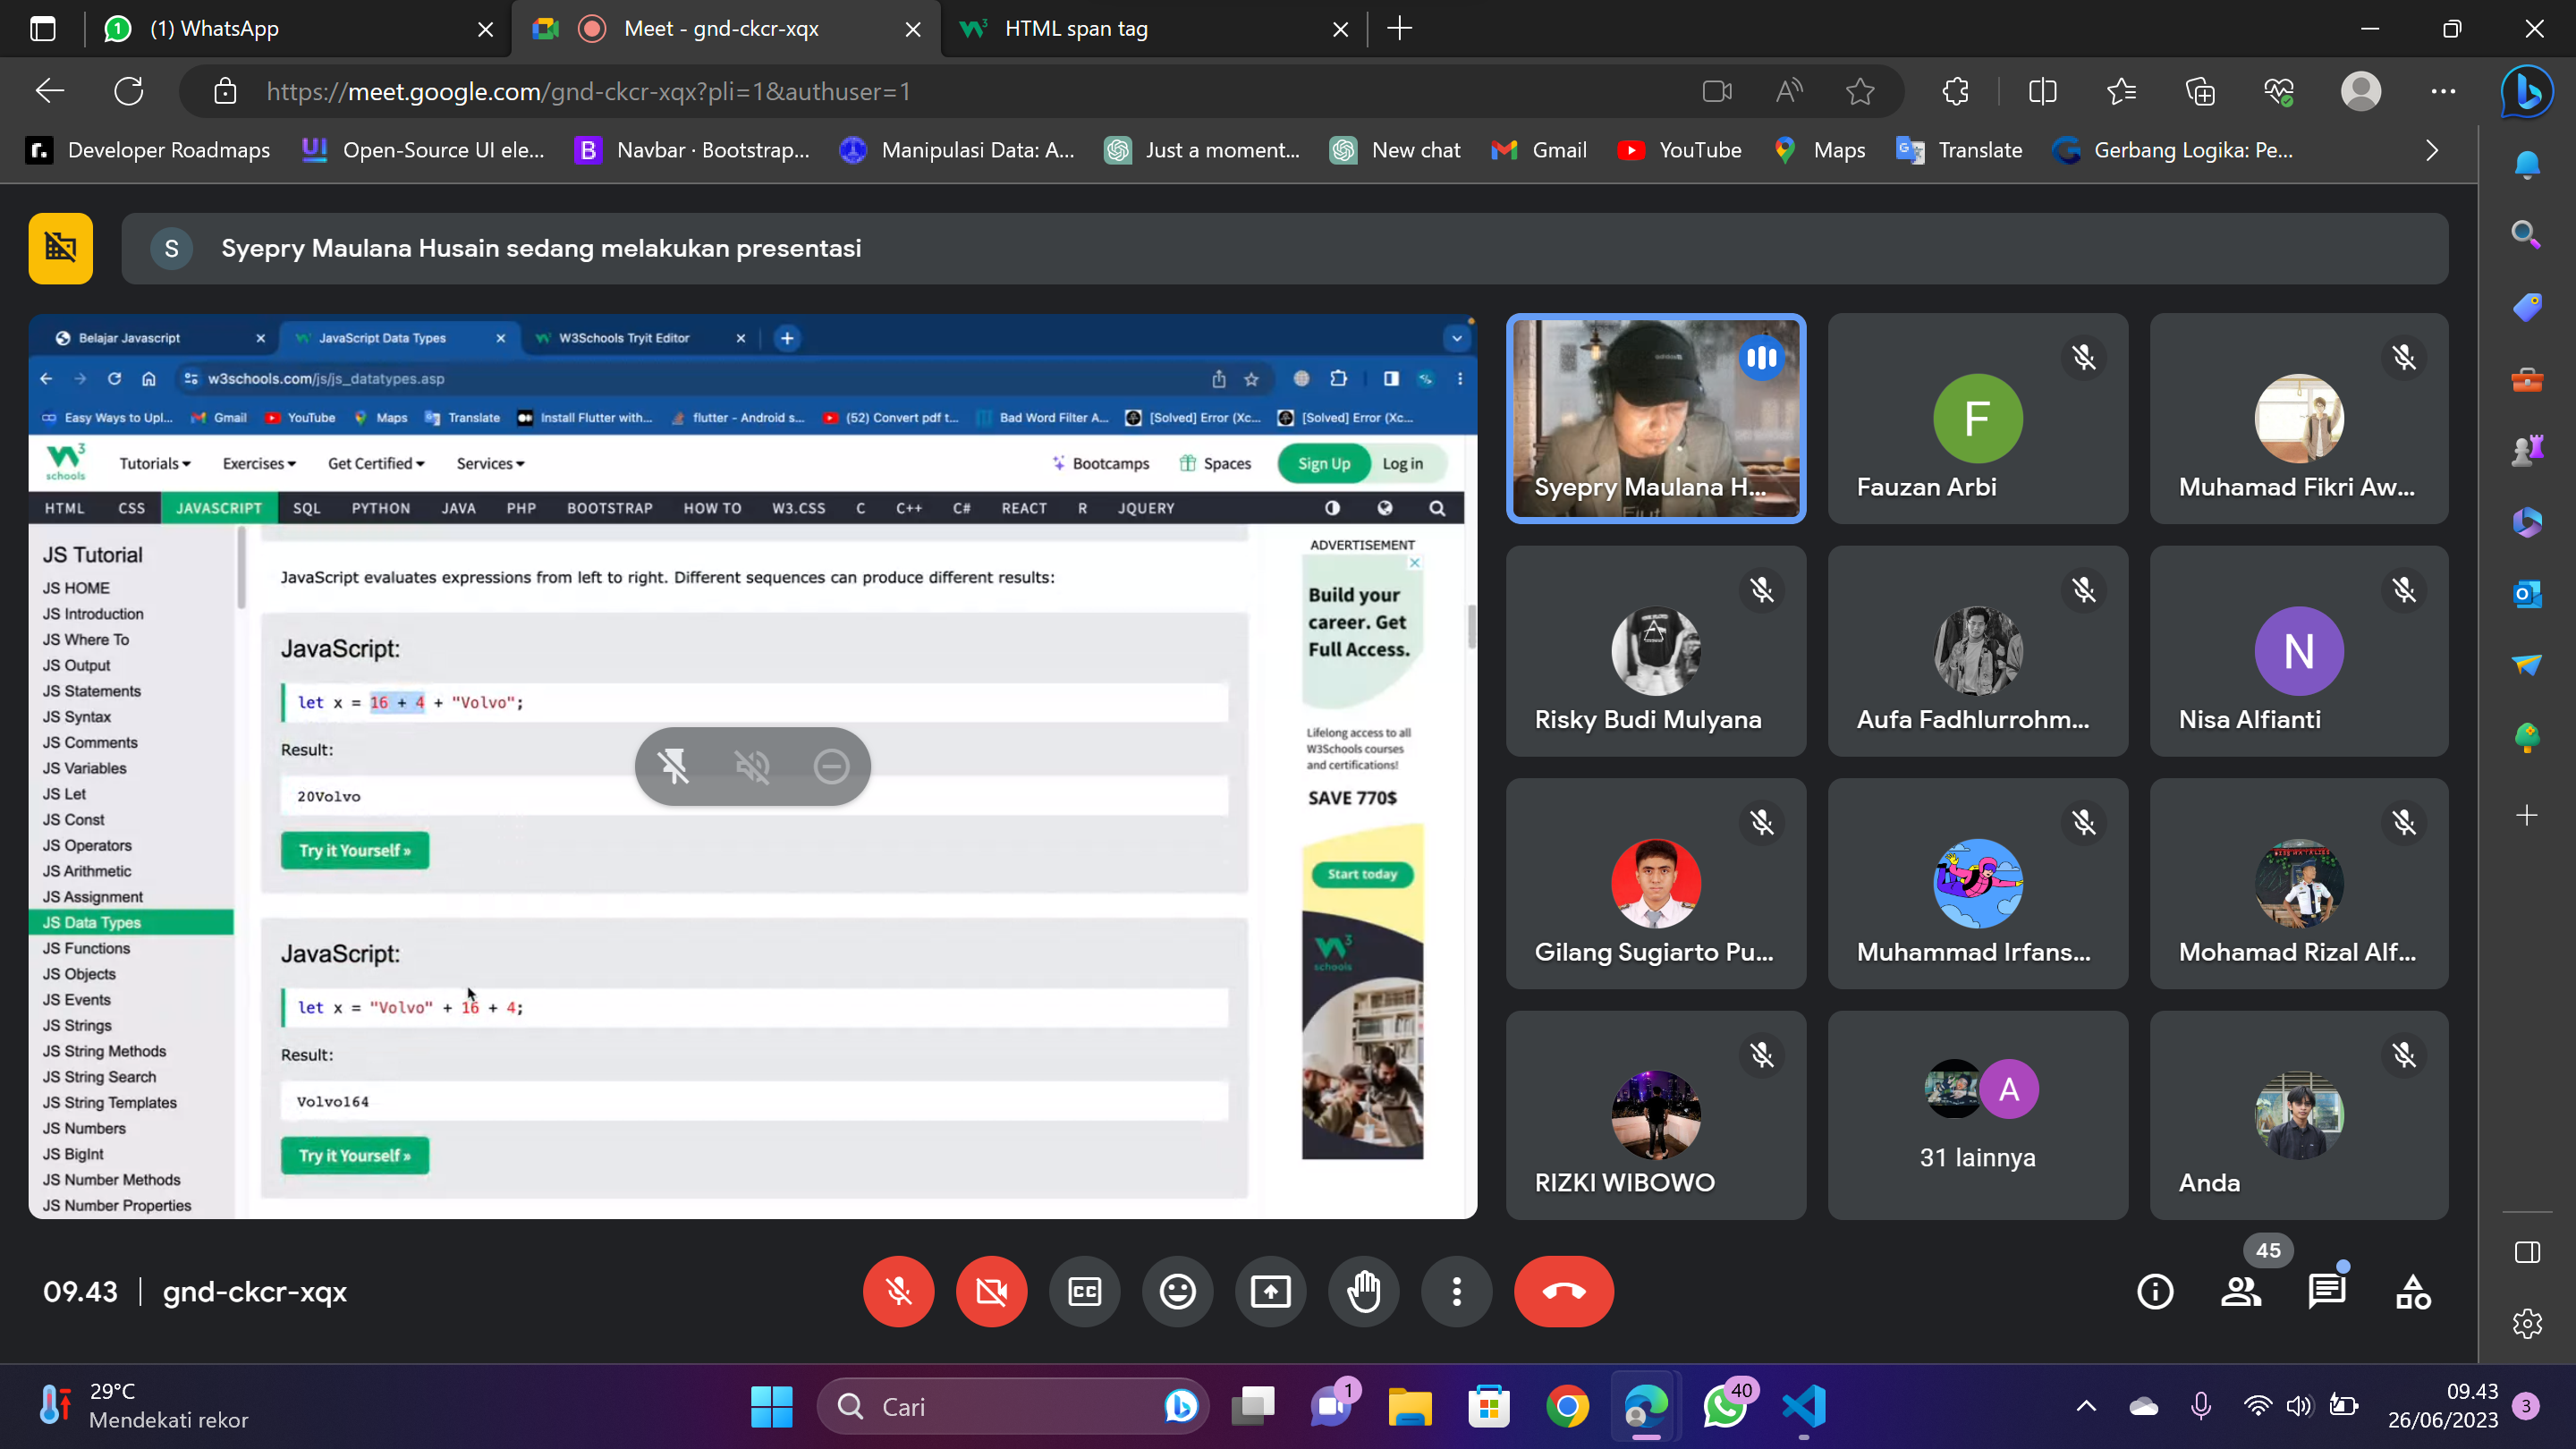 (1) WhatsApp
Meet - gnd-ckcr-xqx
HTML span tag
https://meet.google.com/gnd-ckcr-xqx?pli=1&authuser=1
Developer Roadmaps
Open-Source UI ele...
Navbar · Bootstrap...
Manipulasi Data: A...
Just a moment...
New chat
Gmail
YouTube
Maps
Translate
Gerbang Logika: Pe...
S
Syepry Maulana Husain sedang melakukan presentasi
Belajar Javascript
JavaScript Data Types
W3Schools Tryit Editor
w3schools.com/js/js_datatypes.asp
Easy Ways to Upl...
Gmail
YouTube
Maps
Translate
Install Flutter with...
flutter - Android s...
(52) Convert pdf t...
Bad Word Filter A...
[Solved] Error (Xc...
[Solved] Error (Xc...
W3 schools
Tutorials
Exercises
Get Certified
Services
Bootcamps
Spaces
Sign Up
Log in
HTML CSS JAVASCRIPT SQL PYTHON JAVA PHP BOOTSTRAP HOW TO W3.CSS C C++ C# REACT R JQUERY
JS Tutorial
JS HOME
JS Introduction
JS Where To
JS Output
JS Statements
JS Syntax
JS Comments
JS Variables
JS Let
JS Const
JS Operators
JS Arithmetic
JS Assignment
JS Data Types
JS Functions
JS Objects
JS Events
JS Strings
JS String Methods
JS String Search
JS String Templates
JS Numbers
JS BigInt
JS Number Methods
JS Number Properties
JavaScript evaluates expressions from left to right. Different sequences can produce different results:
JavaScript:
let x = 16 + 4 + "Volvo";
Result:
20Volvo
Try it Yourself »
JavaScript:
let x = "Volvo" + 16 + 4;
Result:
Volvo164
Try it Yourself »
ADVERTISEMENT
Build your
career. Get
Full Access.
Lifelong access to all
W3Schools courses
and certifications!
SAVE 770$
Start today
W3
schools
Syepry Maulana H...
F
Fauzan Arbi
Muhamad Fikri Aw...
Risky Budi Mulyana
Aufa Fadhlurrohm...
N
Nisa Alfianti
Gilang Sugiarto Pu...
Muhammad Irfans...
Mohamad Rizal Alf...
RIZKI WIBOWO
A
31 lainnya
Anda
09.43
gnd-ckcr-xqx
CC
45
29°C
Mendekati rekor
Cari
1
40
09.43
26/06/2023
3